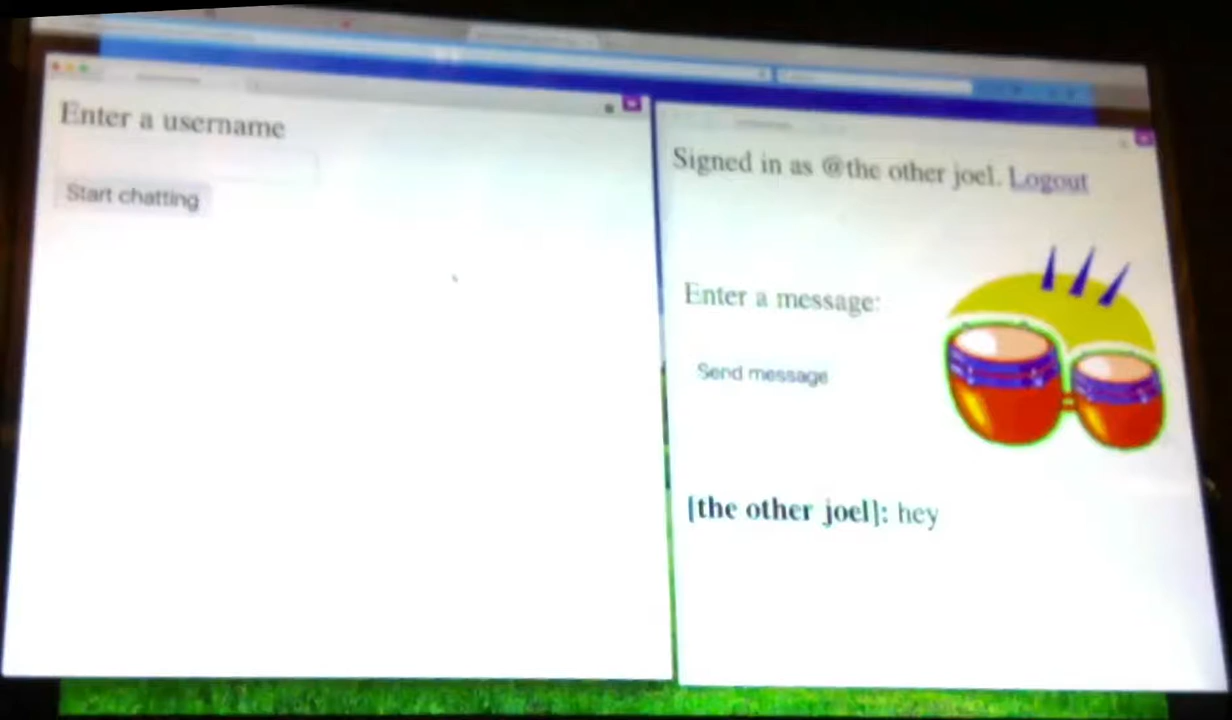 Enter a username
Start chatting
Signed in as @the other joel. Logout
Enter a message:
Send message
[the other joel]: hey